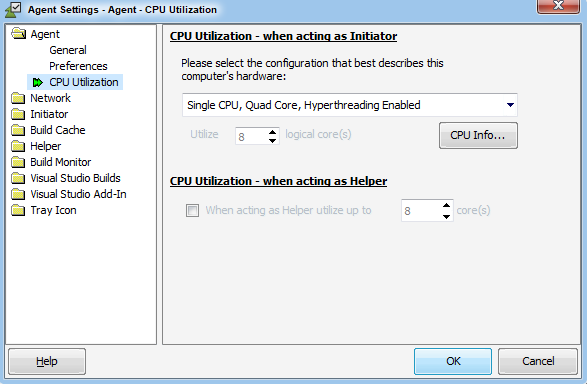 Agent Settings - Agent - CPU Utilization
Agent
General
Preferences
CPU Utilization
Network
Initiator
Build Cache
Helper
Build Monitor
Visual Studio Builds
Visual Studio Add-In
Tray Icon
CPU Utilization - when acting as Initiator
Please select the configuration that best describes this
computer's hardware:
Single CPU, Quad Core, Hyperthreading Enabled
Utilize 8 logical core(s)
CPU Info...
CPU Utilization - when acting as Helper
When acting as Helper utilize up to 8 core(s)
Help
OK
Cancel